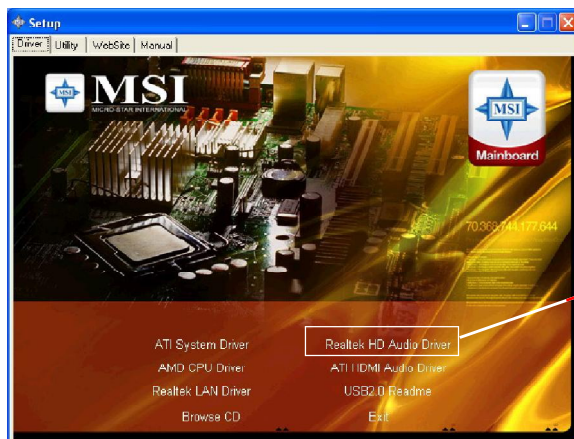 Setup
Driver Utility WebSite Manual
MSI
MSI
MICRO-STAR INTERNATIONAL
MSI
Mainboard
70.368.744.177.644
ATI System Driver Realtek HD Audio Driver
AMD CPU Driver ATI HDMI Audio Driver
Realtek LAN Driver USB2.0 Readme
Browse CD Exit